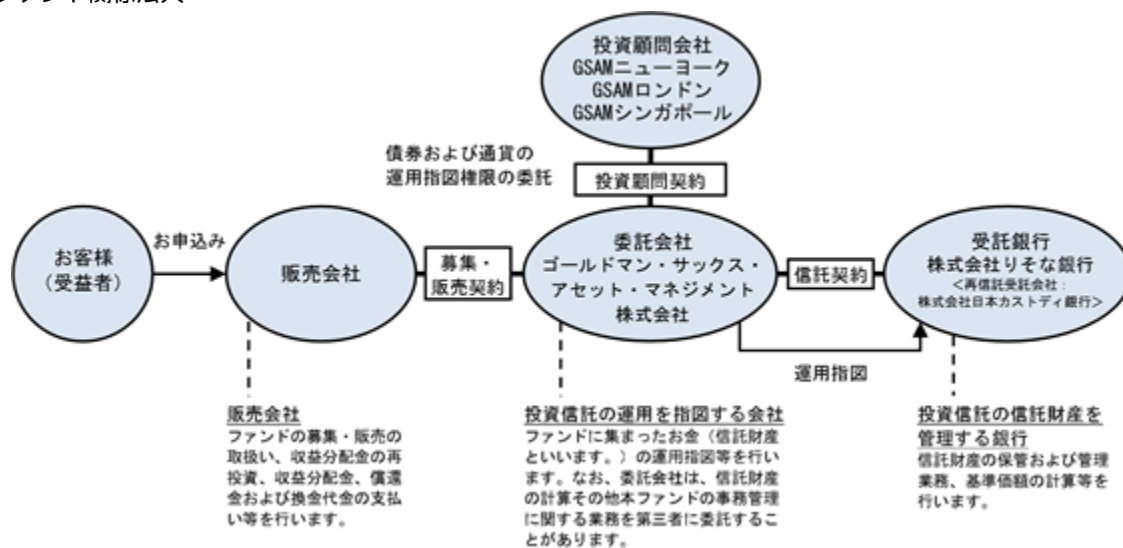 投資顧問会社
GSAMニューヨーク
GSAMロンドン
GSAMシンガポール
債券および通貨の
運用指図権限の委託
投資顧問契約
お客様
（受益者）
お申込み
販売会社
募集・
販売契約
委託会社
ゴールドマン・サックス・
アセット・マネジメント
株式会社
信託契約
受託銀行
株式会社りそな銀行
＜再信託受託会社：
株式会社日本カストディ銀行＞
運用指図
販売会社
ファンドの募集・販売の
取扱い、収益分配金の再
投資、収益分配金、償還
金および換金代金の支払
い等を行います。
投資信託の運用を指図する会社
ファンドに集まったお金（信託財産
といいます。）の運用指図等を行い
ます。なお、委託会社は、信託財産
の計算その他本ファンドの事務管理
に関する業務を第三者に委託するこ
とがあります。
投資信託の信託財産を
管理する銀行
信託財産の保管および管理
業務、基準価額の計算等を
行います。